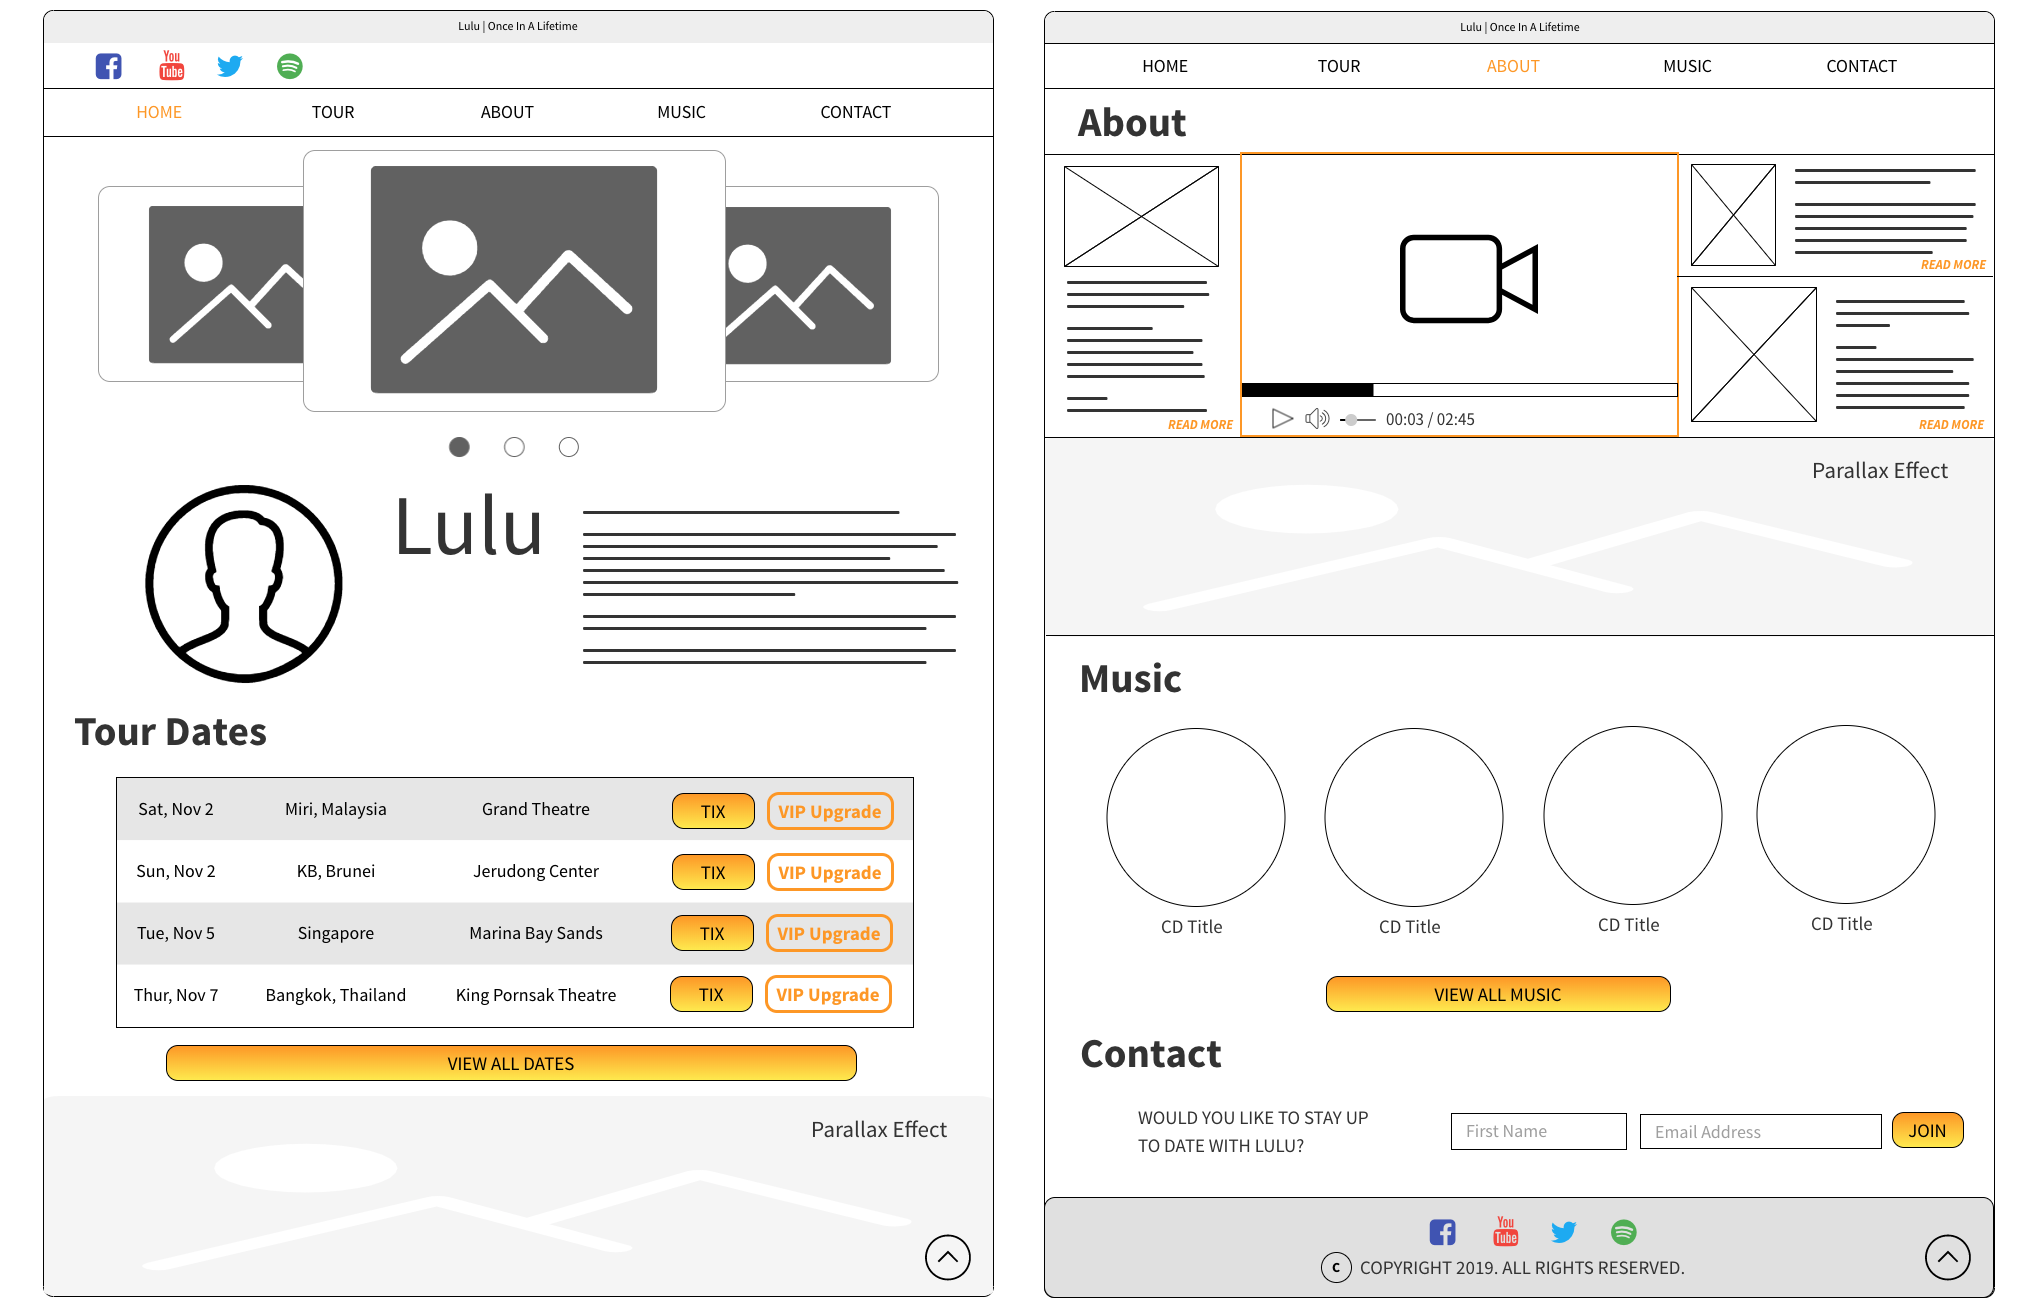 Lulu | Once In A Lifetime
You
Tube
HOME TOUR ABOUT MUSIC CONTACT
Lulu
Tour Dates
Sat, Nov 2 Miri, Malaysia Grand Theatre TIX VIP Upgrade
Sun, Nov 2 KB, Brunei Jerudong Center TIX VIP Upgrade
Tue, Nov 5 Singapore Marina Bay Sands TIX VIP Upgrade
Thur, Nov 7 Bangkok, Thailand King Pornsak Theatre TIX VIP Upgrade
VIEW ALL DATES
Parallax Effect
Lulu | Once In A Lifetime
HOME TOUR ABOUT MUSIC CONTACT
About
READ MORE
00:03 / 02:45
READ MORE
READ MORE
Parallax Effect
Music
CD Title CD Title CD Title CD Title
VIEW ALL MUSIC
Contact
WOULD YOU LIKE TO STAY UP
TO DATE WITH LULU?
First Name Email Address JOIN
You
Tube
C COPYRIGHT 2019. ALL RIGHTS RESERVED.